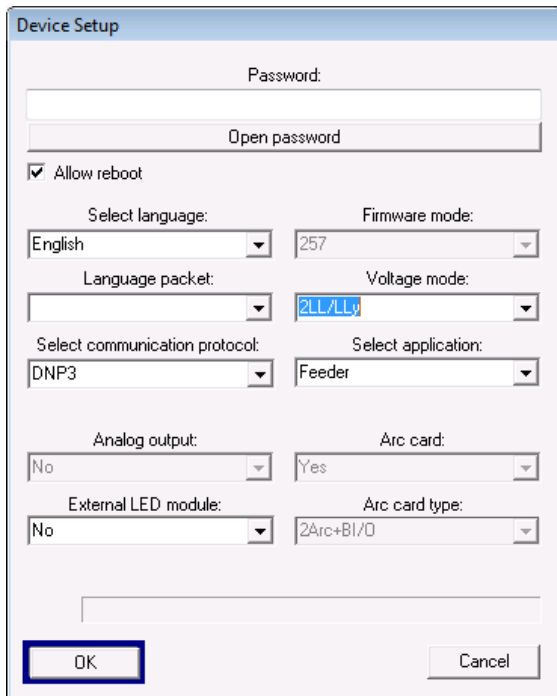 Device Setup
Password:
Open password
Allow reboot
Select language:
Firmware mode:
English
257
Language packet:
Voltage mode:
2LL/LLy
Select communication protocol:
Select application:
DNP3
Feeder
Analog output:
Arc card:
No
Yes
External LED module:
Arc card type:
No
2Arc+BI/O
OK
Cancel